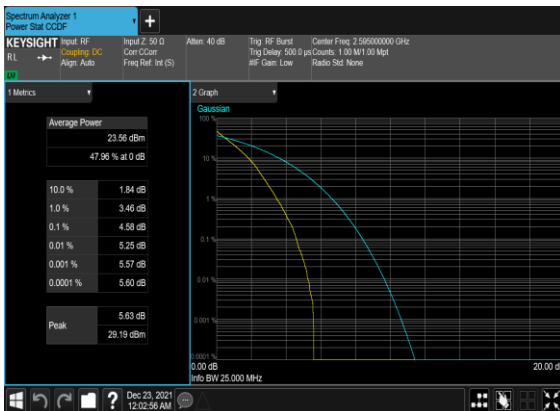 Spectrum Analyzer 1
Power Stat CCDF
KEYSIGHT
RL
LV
Input: RF
Coupling: DC
Align: Auto
Input Z: 50 Ω
Corr CCorr
Freq Ref: Int (S)
Atten: 40 dB
Trig: RF Burst
Trig Delay: 500.0 µs
#IF Gain: Low
Center Freq: 2.595000000 GHz
Counts: 1.00 M/1.00 Mpt
Radio Std: None
1 Metrics
Average Power
23.56 dBm
47.96 % at 0 dB
10.0 % 1.84 dB
1.0 % 3.46 dB
0.1 % 4.58 dB
0.01 % 5.25 dB
0.001 % 5.57 dB
0.0001 % 5.60 dB
Peak 5.63 dB
29.19 dBm
2 Graph
Gaussian
100 %
10 %
1 %
0.1 %
0.01 %
0.001 %
0.0001 %
0.00 dB
20.00 d
Info BW 25.000 MHz
Dec 23, 2021
12:02:56 AM